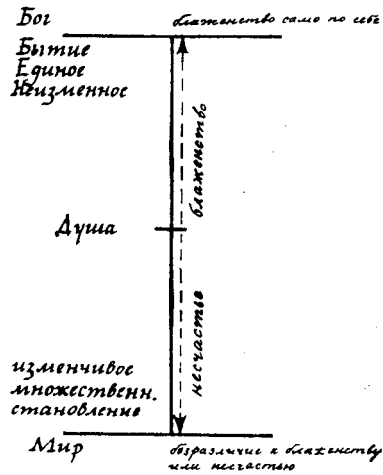 Бог
блаженство само по себе
Бытие
Единое
Неизменное
блаженство
Душа
несчастье
изменчивое
множественн.
становление
Мир
безразличие к блаженству
или несчастью